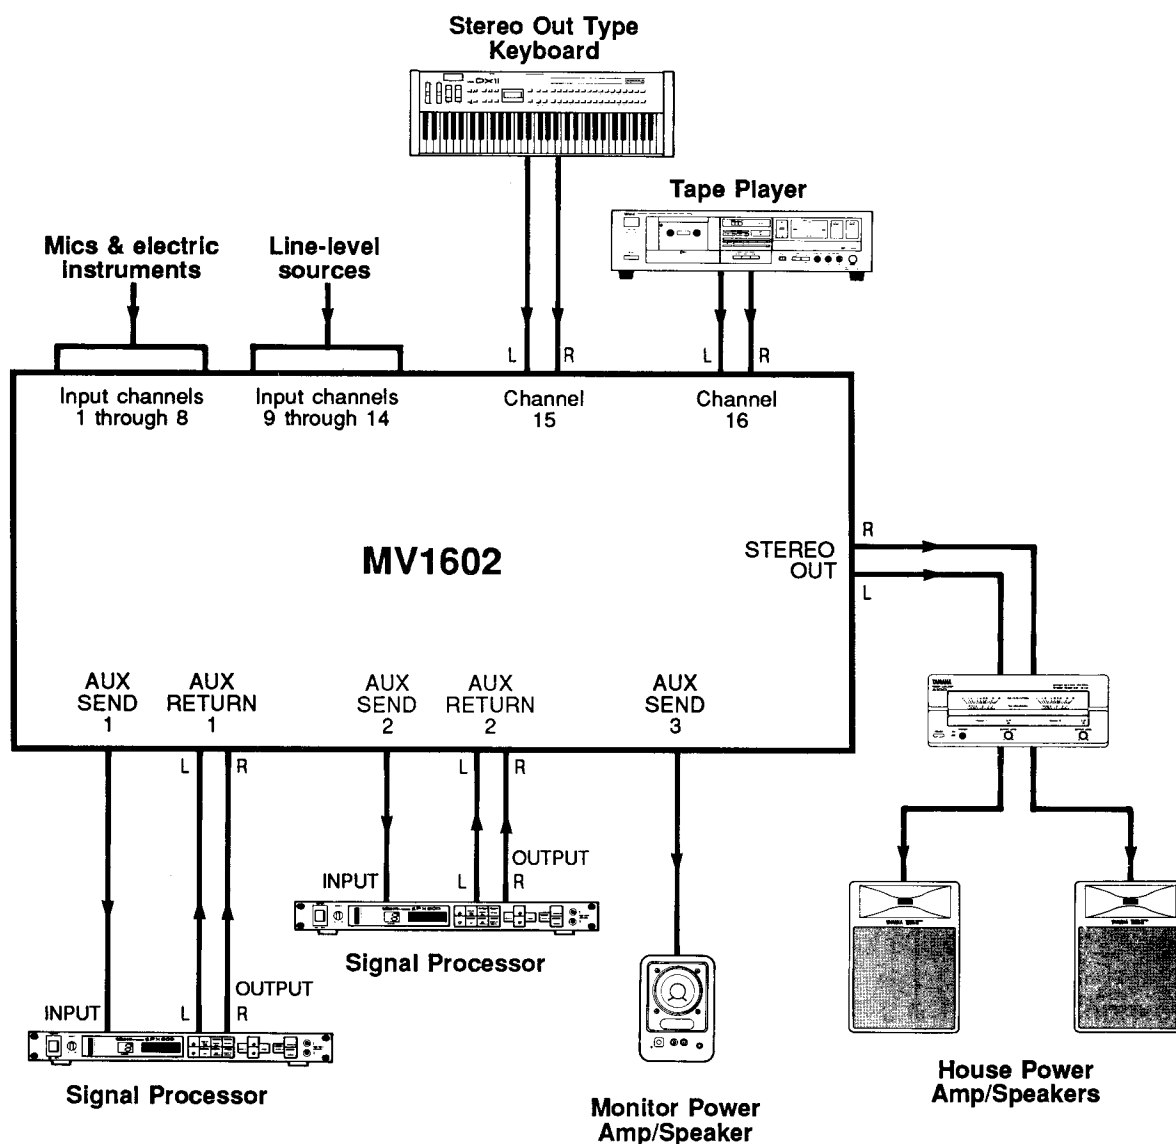 Stereo Out Type
Keyboard
DX11
Tape Player
Mics & electric
instruments
Line-level
sources
L
R
L
R
Input channels
1 through 8
Input channels
9 through 14
Channel
15
Channel
16
MV1602
STEREO
OUT
R
L
AUX
SEND
1
AUX
RETURN
1
AUX
SEND
2
AUX
RETURN
2
AUX
SEND
3
L
R
L
R
YAMAHA
INPUT
L
OUTPUT
R
Signal Processor
INPUT
L
OUTPUT
R
Signal Processor
Monitor Power
Amp/Speaker
House Power
Amp/Speakers